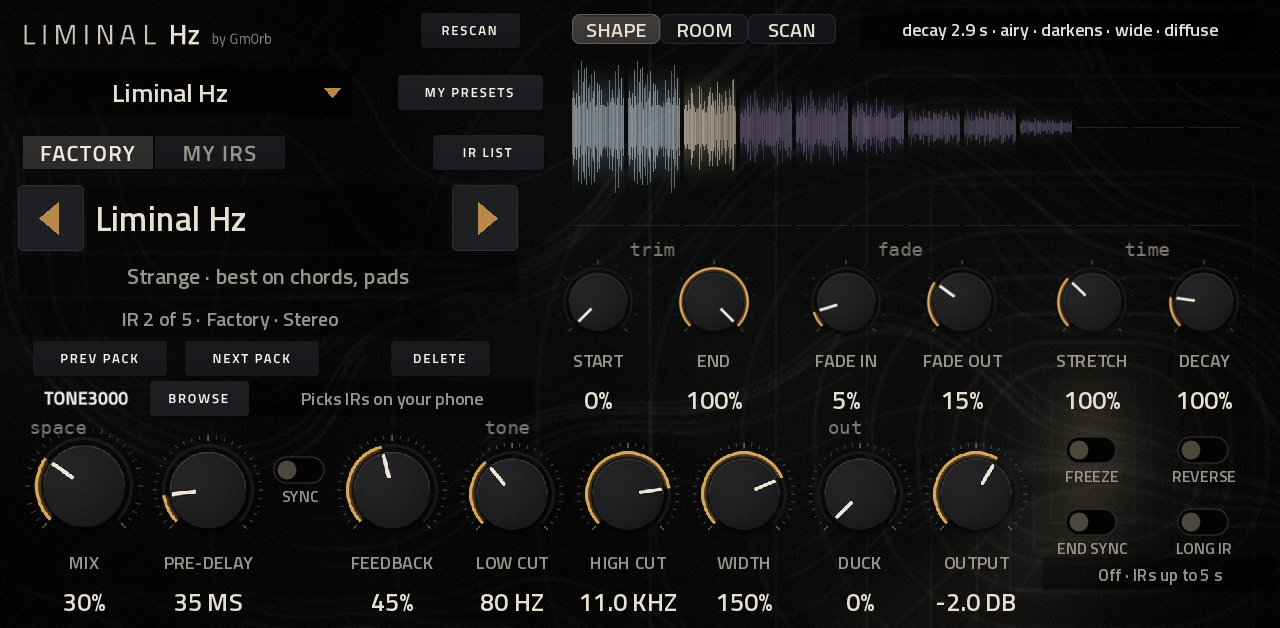 LIMINAL Hz by Gm0rb
RESCAN
SHAPE ROOM SCAN
decay 2.9 s · airy · darkens · wide · diffuse
Liminal Hz
MY PRESETS
FACTORY MY IRS
IR LIST
Liminal Hz
Strange · best on chords, pads
IR 2 of 5 · Factory · Stereo
PREV PACK NEXT PACK DELETE
TONE3000 BROWSE Picks IRs on your phone
trim fade time
START END FADE IN FADE OUT STRETCH DECAY
0% 100% 5% 15% 100% 100%
space tone out
SYNC
FREEZE REVERSE
END SYNC LONG IR
Off · IRs up to 5 s
MIX PRE-DELAY FEEDBACK LOW CUT HIGH CUT WIDTH DUCK OUTPUT
30% 35 MS 45% 80 HZ 11.0 KHZ 150% 0% -2.0 DB